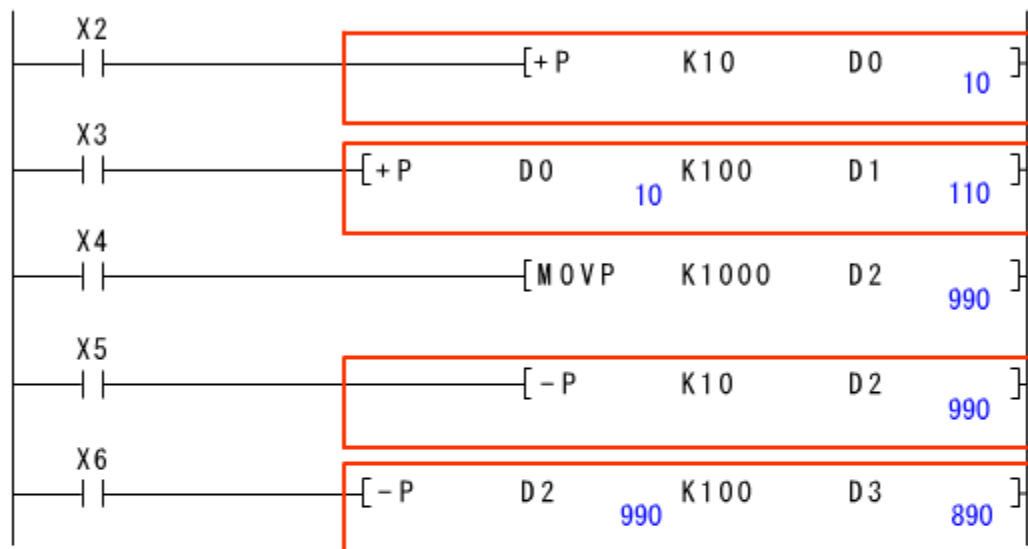 X2
[+P K10 D0 10 ]
X3
[+P D0 10 K100 D1 110 ]
X4
[MOVP K1000 D2 990 ]
X5
[-P K10 D2 990 ]
X6
[-P D2 990 K100 D3 890 ]